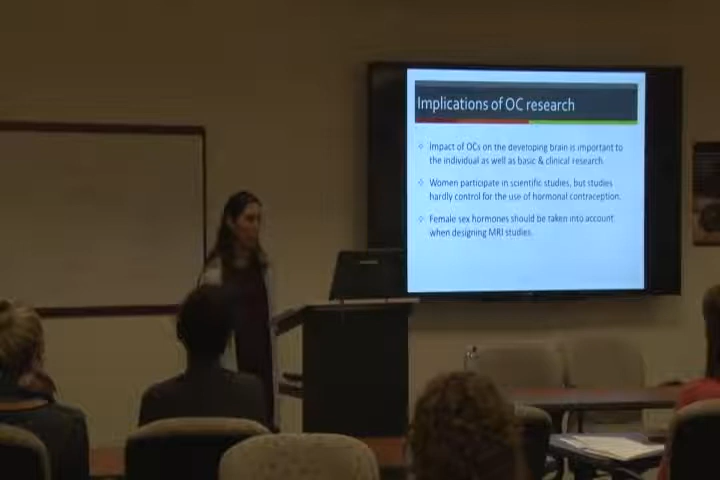 Implications of OC research
Impact of OCs on the developing brain is important to
the individual as well as basic & clinical research.
Women participate in scientific studies, but studies
hardly control for the use of hormonal contraception.
Female sex hormones should be taken into account
when designing MRI studies.